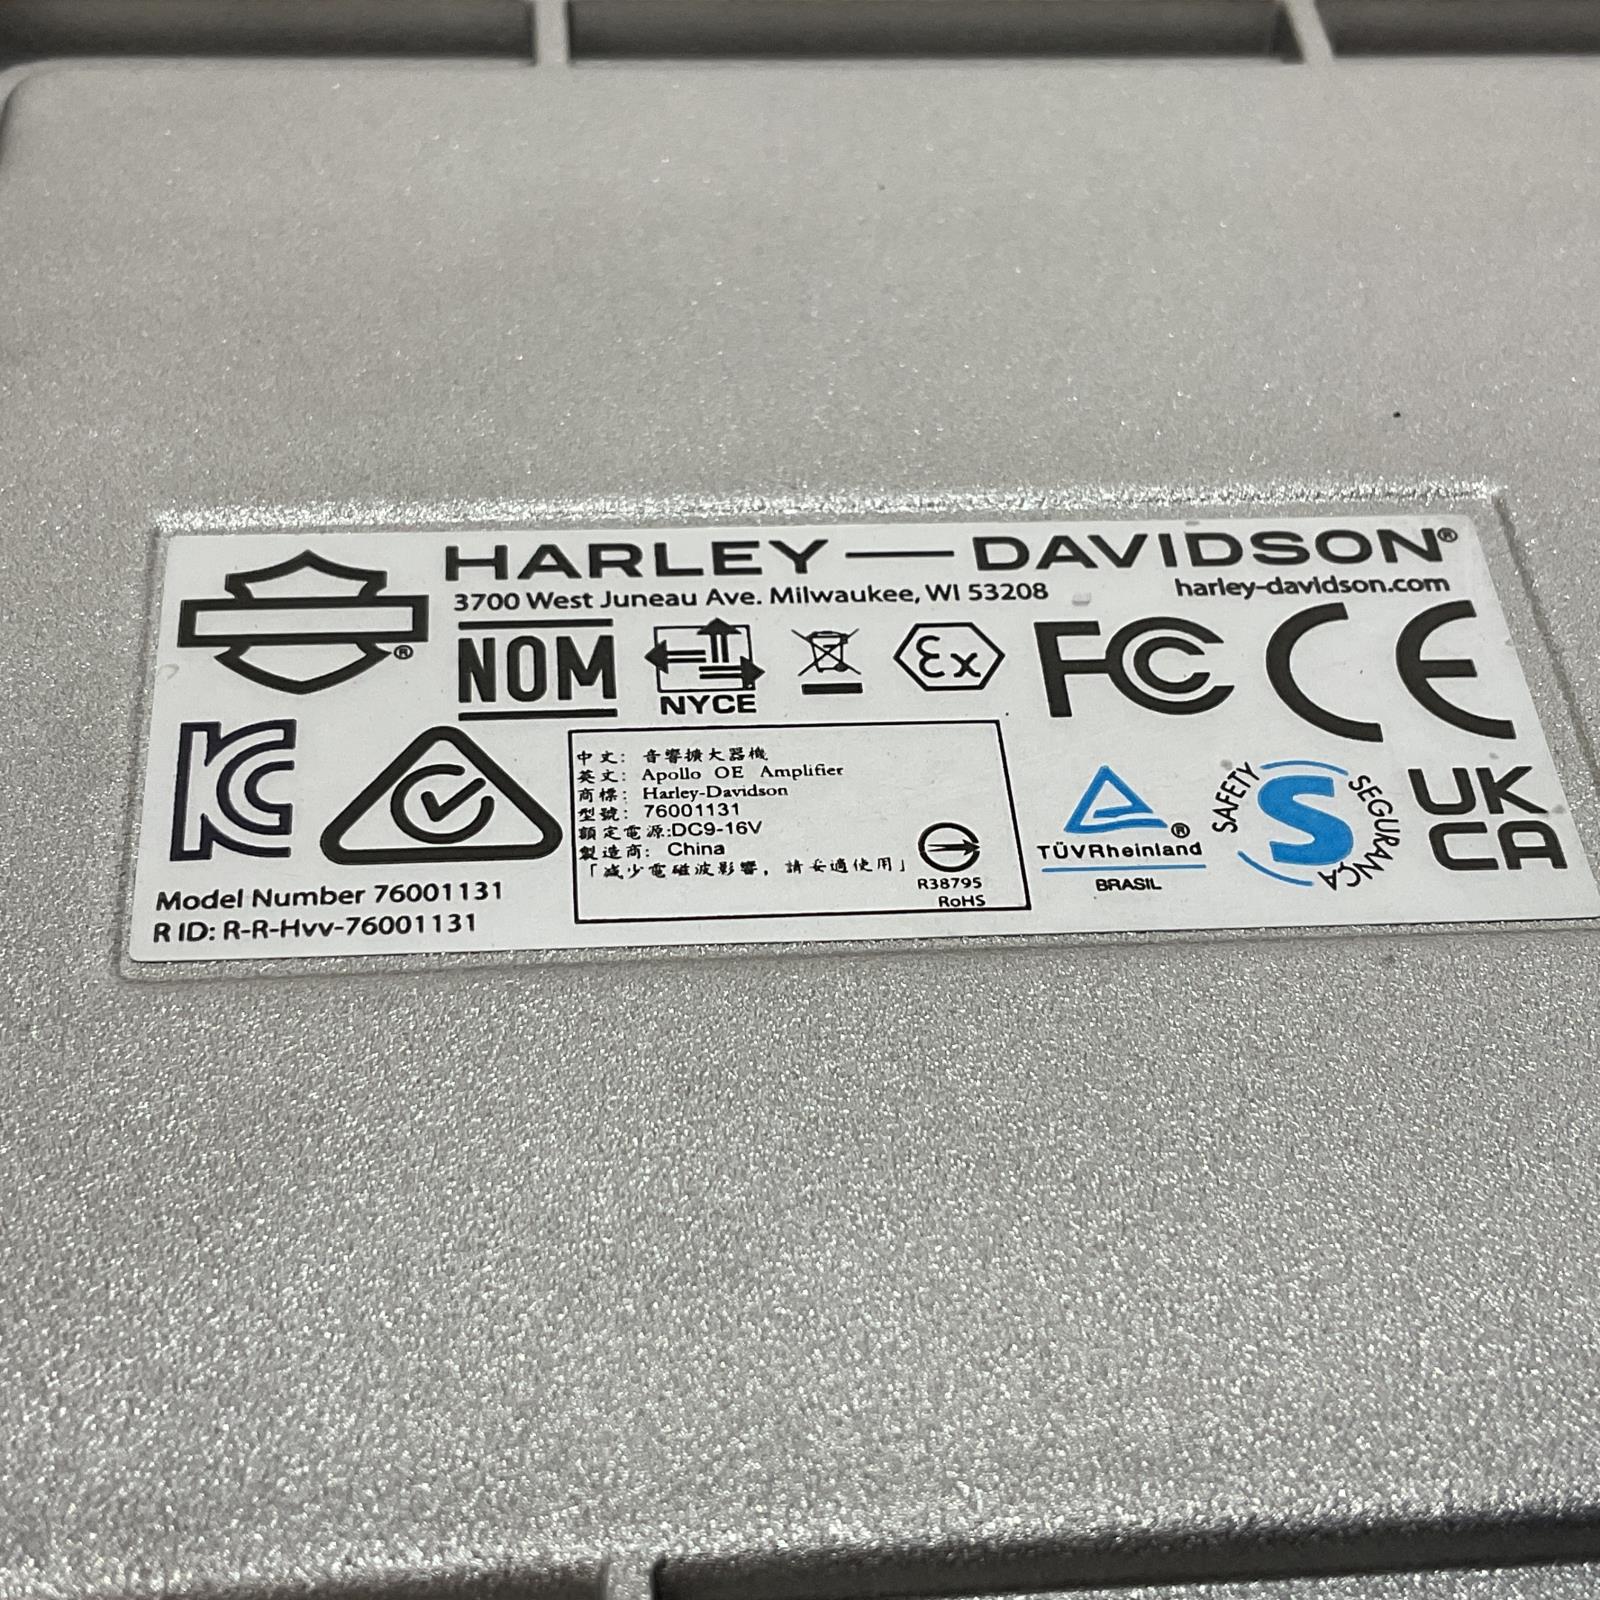 HARLEY — DAVIDSON®
3700 West Juneau Ave. Milwaukee, WI 53208
harley-davidson.com
®
NOM
NYCE
Ex
FC
CE
KC
中文: 音響擴大器機
英文: Apollo OE Amplifier
商標: Harley-Davidson
型號: 76001131
額定電源:DC9-16V
製造商: China
「減少電磁波影響，請妥適使用」
R38795
RoHS
TÜVRheinland®
BRASIL
SAFETY
S
SEGURANÇA
UK
CA
Model Number 76001131
R ID: R-R-Hvv-76001131